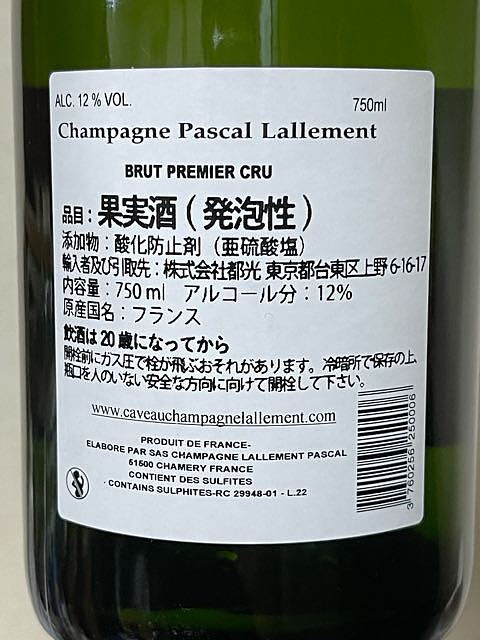 ALC. 12 % VOL. 750ml
Champagne Pascal Lallement
BRUT PREMIER CRU
品目：果実酒（発泡性）
添加物：酸化防止剤（亜硫酸塩）
輸入者及び引取先：株式会社都光 東京都台東区上野6-16-17
内容量：750 ml アルコール分：12%
原産国名：フランス
飲酒は20歳になってから
開栓前にガス圧で栓が飛ぶおそれがあります。冷暗所で保存の上、
瓶口を人のいない安全な方向に向けて開栓して下さい。
www.caveauchampagnelallement.com
PRODUIT DE FRANCE-
ELABORE PAR SAS CHAMPAGNE LALLEMENT PASCAL
51500 CHAMERY FRANCE
CONTIENT DES SULFITES
- CONTAINS SULPHITES-RC 29948-01 - L.22
3 760256 250006